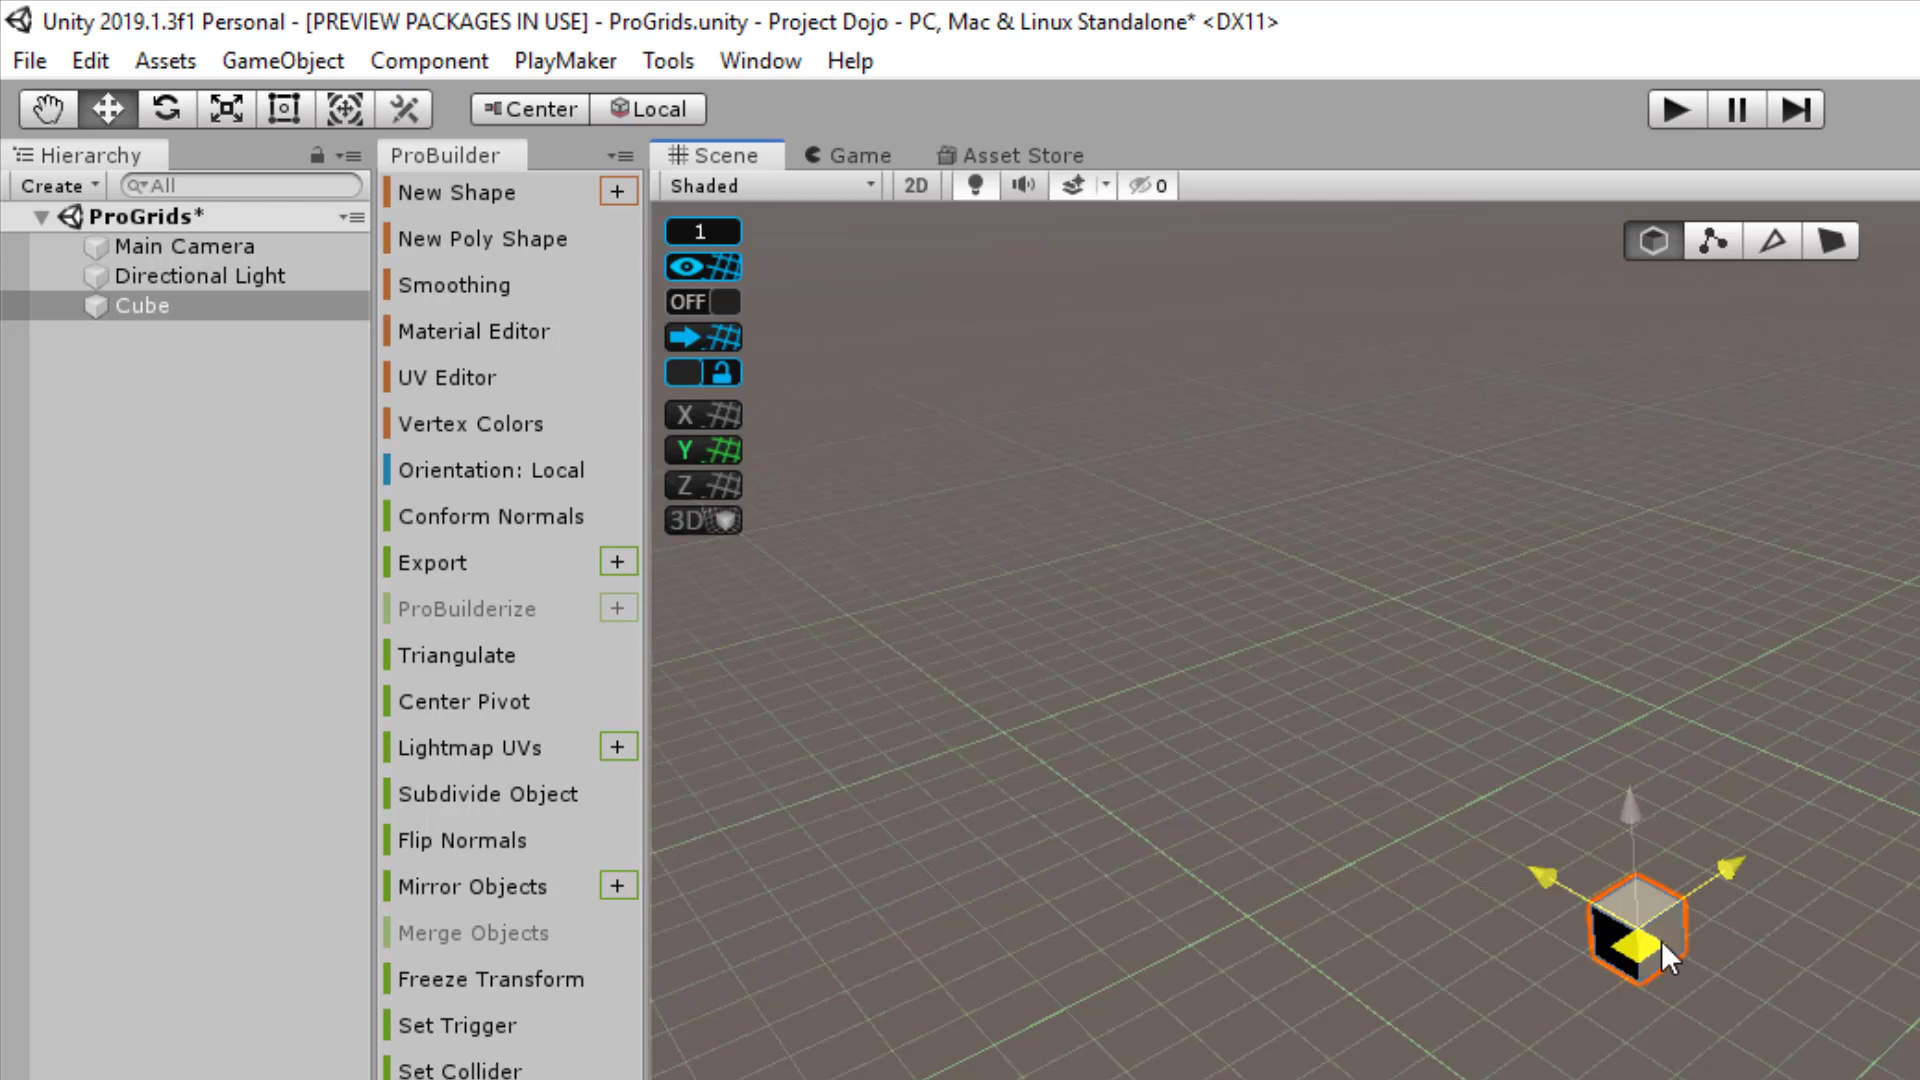 Unity 2019.1.3f1 Personal - [PREVIEW PACKAGES IN USE] - ProGrids.unity - Project Dojo - PC, Mac & Linux Standalone* <DX11>
File Edit Assets GameObject Component PlayMaker Tools Window Help
Center Local
Hierarchy
Create All
ProGrids*
Main Camera
Directional Light
Cube
ProBuilder
New Shape +
New Poly Shape
Smoothing
Material Editor
UV Editor
Vertex Colors
Orientation: Local
Conform Normals
Export +
ProBuilderize +
Triangulate
Center Pivot
Lightmap UVs +
Subdivide Object
Flip Normals
Mirror Objects +
Merge Objects
Freeze Transform
Set Trigger
Set Collider
Scene Game Asset Store
Shaded 2D 0
1
OFF
X
Y
Z
3D